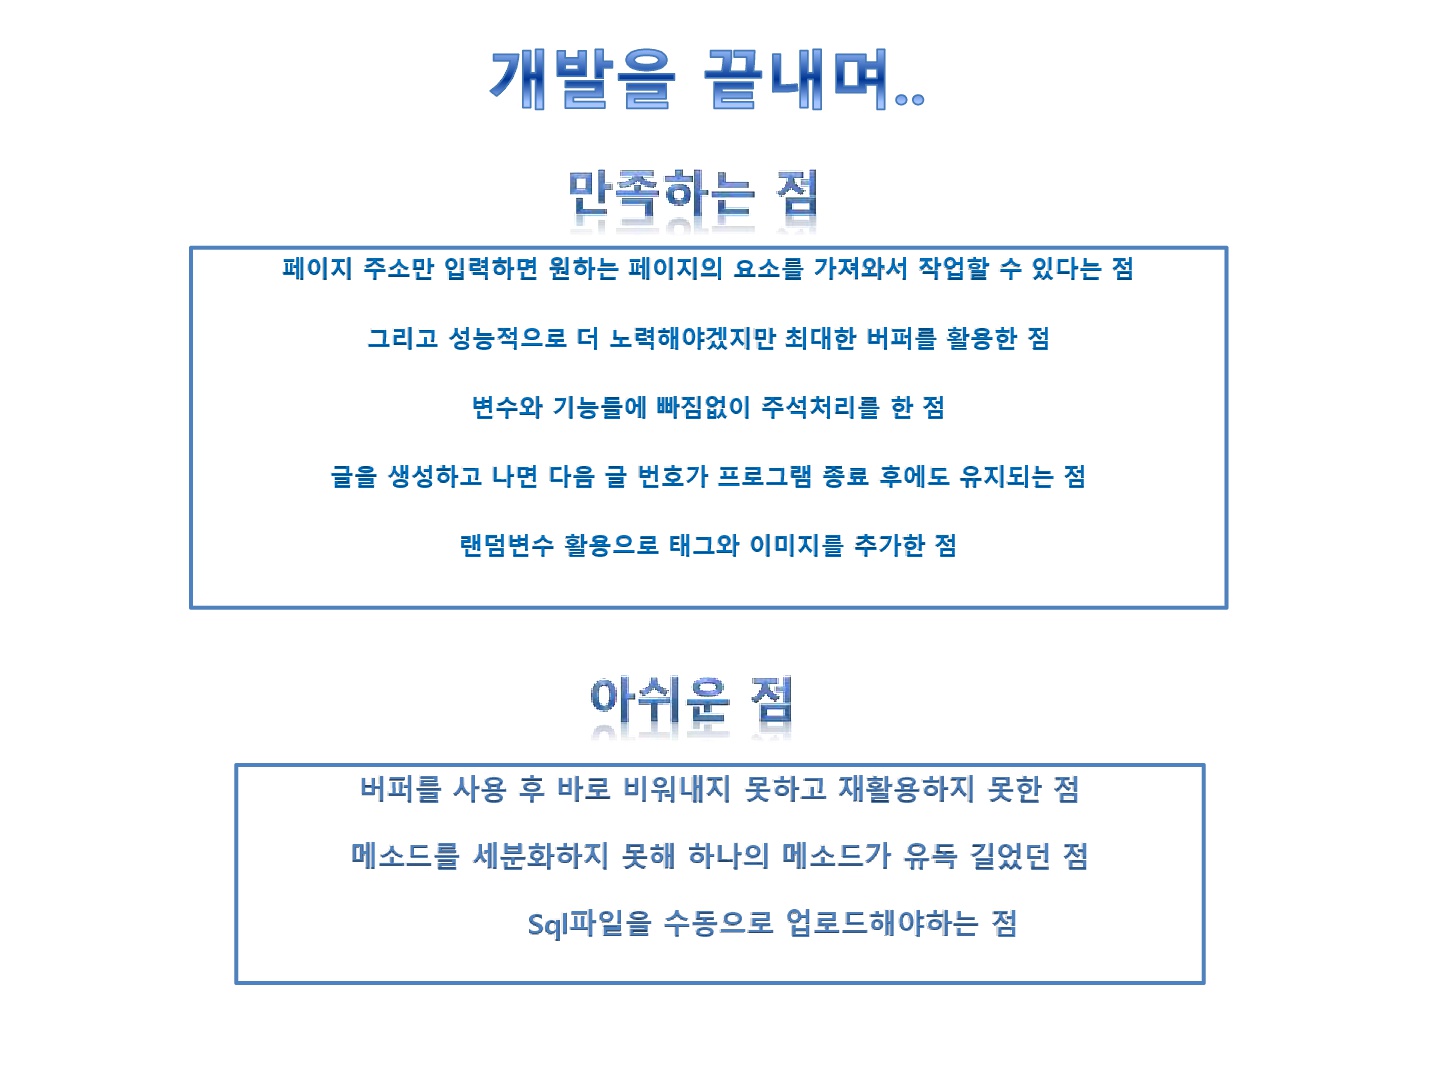 개발을 끝내며..
만족하는 점
페이지 주소만 입력하면 원하는 페이지의 요소를 가져와서 작업할 수 있다는 점
그리고 성능적으로 더 노력해야겠지만 최대한 버퍼를 활용한 점
변수와 기능들에 빠짐없이 주석처리를 한 점
글을 생성하고 나면 다음 글 번호가 프로그램 종료 후에도 유지되는 점
랜덤변수 활용으로 태그와 이미지를 추가한 점
아쉬운 점
버퍼를 사용 후 바로 비워내지 못하고 재활용하지 못한 점
메소드를 세분화하지 못해 하나의 메소드가 유독 길었던 점
Sql파일을 수동으로 업로드해야하는 점